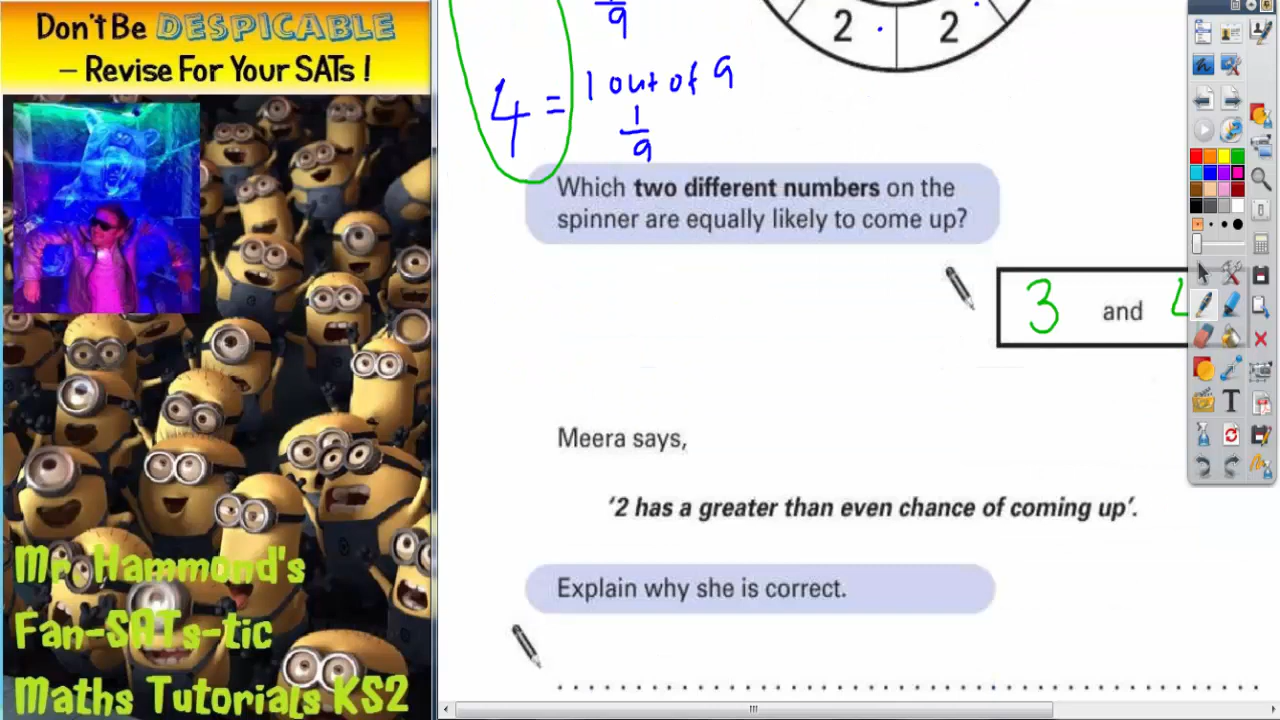 Don't Be DESPICABLE
– Revise For Your SATs !
Mr. Hammond's
Fan-SATs-tic
Maths Tutorials KS2
1
9
4 = 1 out of 9
1
9
2 2
Which two different numbers on the
spinner are equally likely to come up?
3 and 4
Meera says,
'2 has a greater than even chance of coming up'.
Explain why she is correct.
T